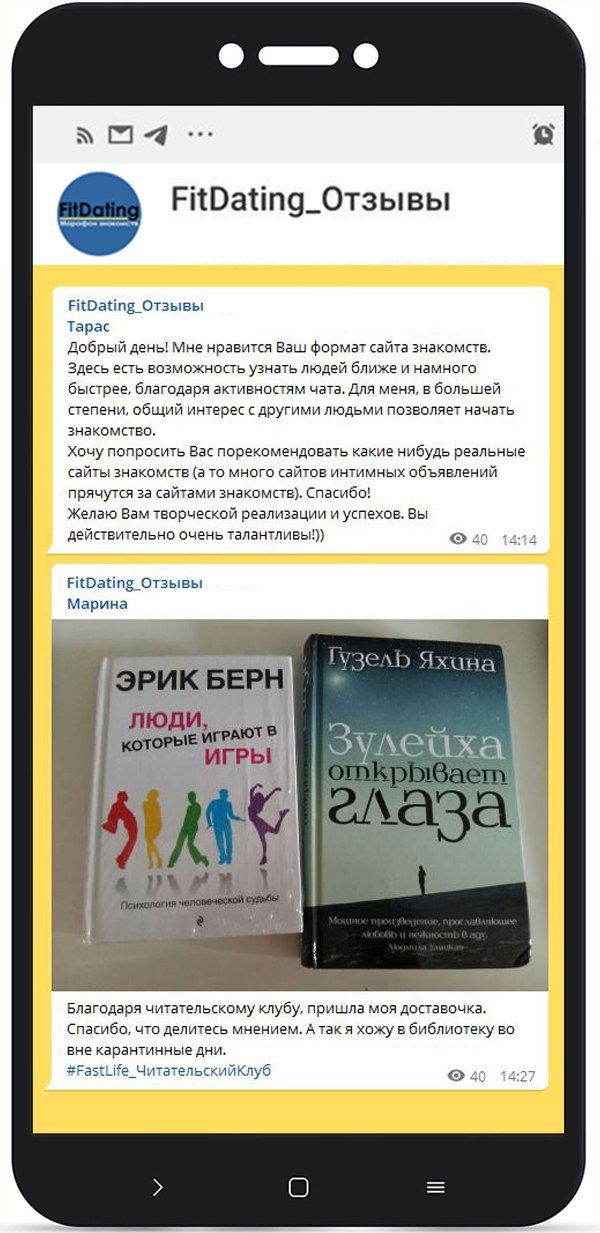 FitDating
Марафон знакомств
FitDating_Отзывы
FitDating_Отзывы
Тарас
Добрый день! Мне нравится Ваш формат сайта знакомств.
Здесь есть возможность узнать людей ближе и намного
быстрее, благодаря активностям чата. Для меня, в большей
степени, общий интерес с другими людьми позволяет начать
знакомство.
Хочу попросить Вас порекомендовать какие нибудь реальные
сайты знакомств (а то много сайтов интимных объявлений
прячутся за сайтами знакомств). Спасибо!
Желаю Вам творческой реализации и успехов. Вы
действительно очень талантливы!))
40 14:14
FitDating_Отзывы
Марина
ЭРИК БЕРН
ЛЮДИ,
КОТОРЫЕ ИГРАЮТ В
ИГРЫ
Психология человеческой судьбы
Гузель Яхина
Зулейха
открывает
глаза
Мощное произведение, прославляющее
любовь и нежность в аду.
Людмила Улицкая
Благодаря читательскому клубу, пришла моя доставочка.
Спасибо, что делитесь мнением. А так я хожу в библиотеку во
вне карантинные дни.
#FastLife_ЧитательскийКлуб
40 14:27